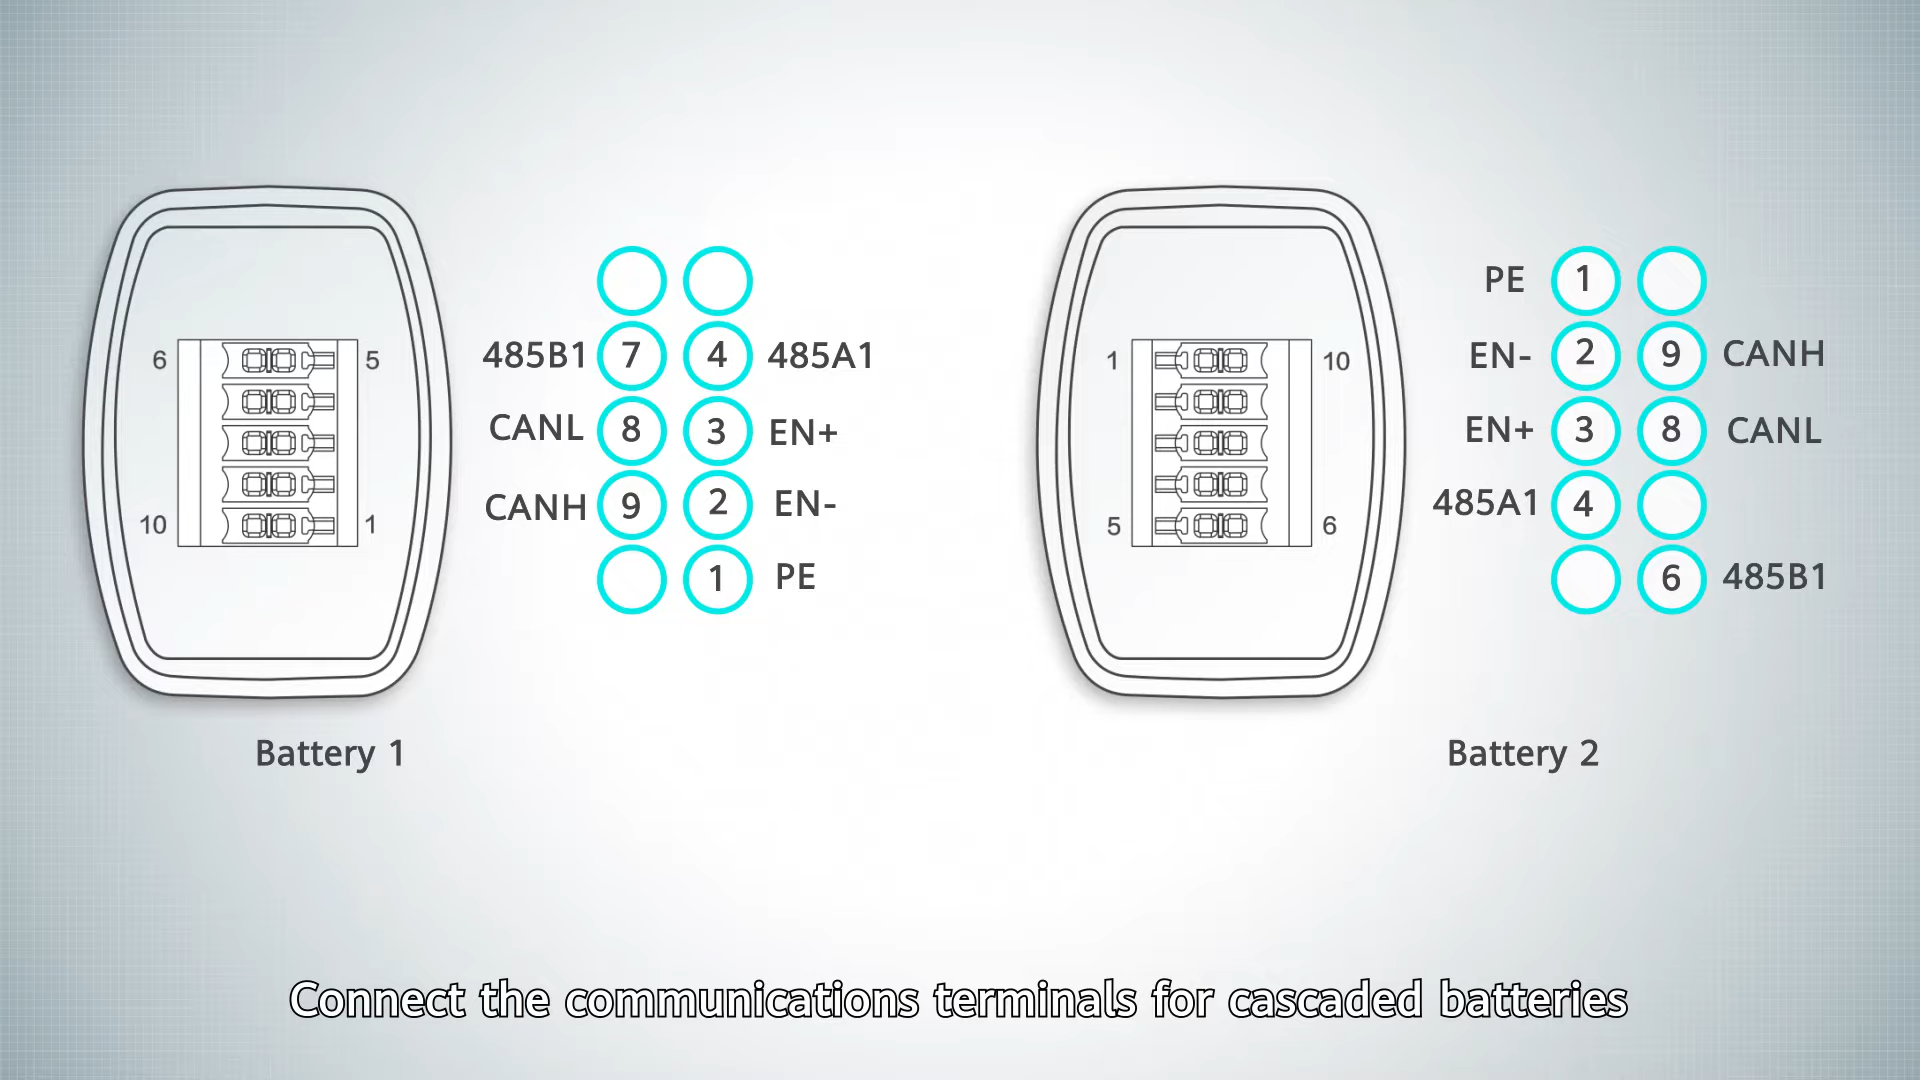 6 5
10 1
485B1 7 4 485A1
CANL 8 3 EN+
CANH 9 2 EN-
1 PE
Battery 1
1 10
5 6
PE 1
EN- 2 9 CANH
EN+ 3 8 CANL
485A1 4
6 485B1
Battery 2
Connect the communications terminals for cascaded batteries